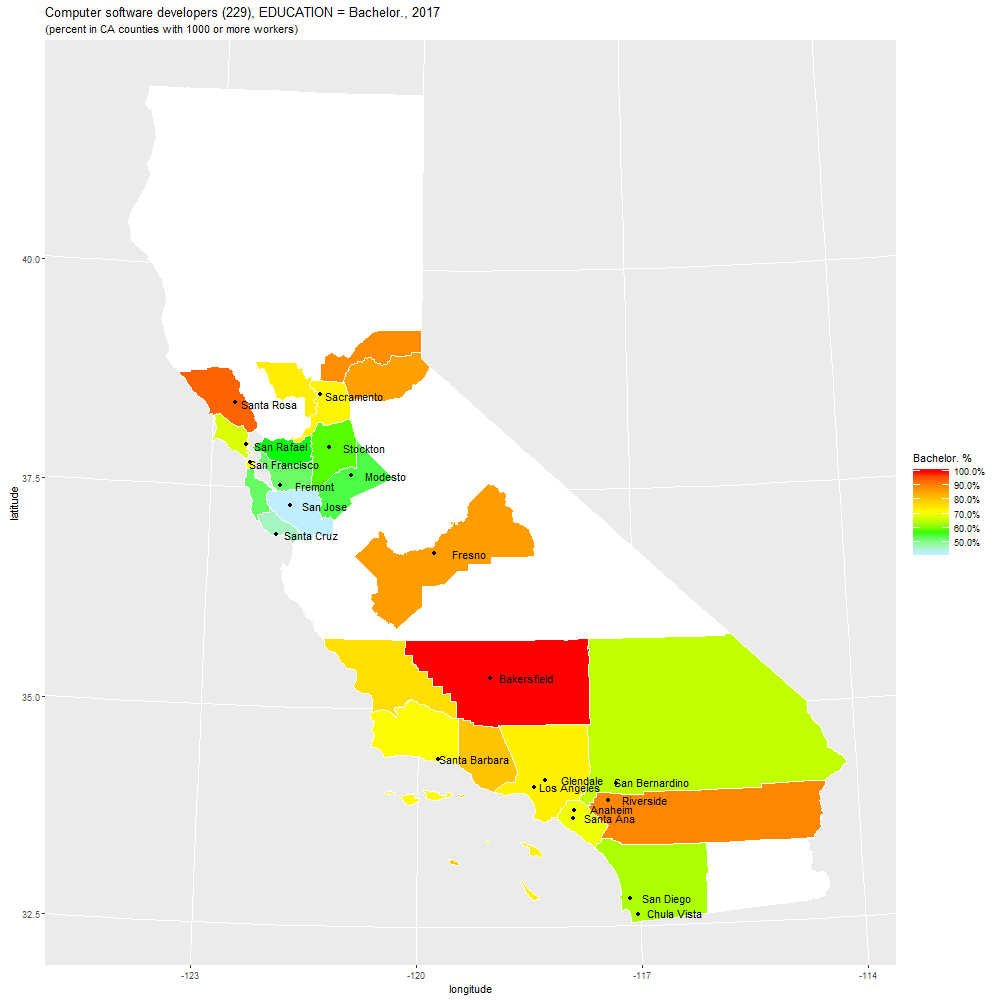 Computer software developers (229), EDUCATION = Bachelor., 2017
(percent in CA counties with 1000 or more workers)
40.0
37.5
35.0
32.5
latitude
Santa Rosa
Sacramento
San Rafael
Stockton
San Francisco
Modesto
Fremont
San Jose
Santa Cruz
Fresno
Bakersfield
Santa Barbara
Glendale
San Bernardino
Los Angeles
Riverside
Anaheim
Santa Ana
San Diego
Chula Vista
Bachelor. %
100.0%
90.0%
80.0%
70.0%
60.0%
50.0%
-123
-120
-117
-114
longitude